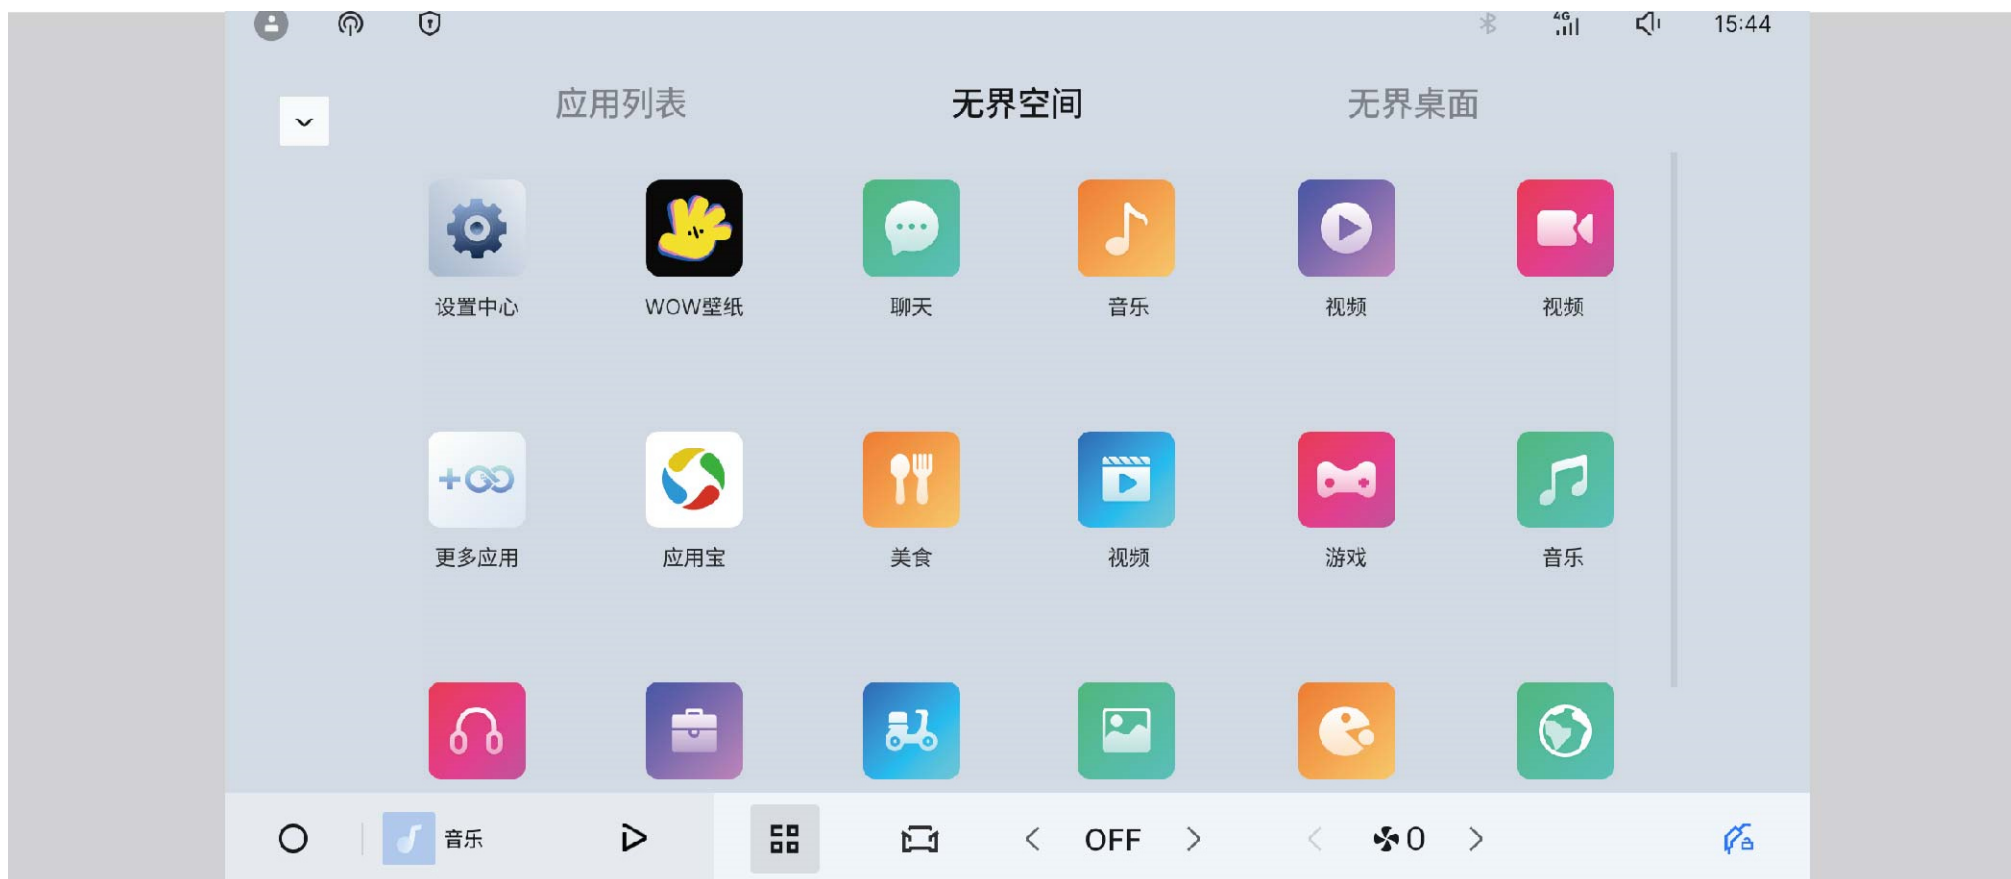 4G 15:44
应用列表 无界空间 无界桌面
设置中心 WOW壁纸 聊天 音乐 视频 视频
更多应用 应用宝 美食 视频 游戏 音乐
音乐 OFF 0